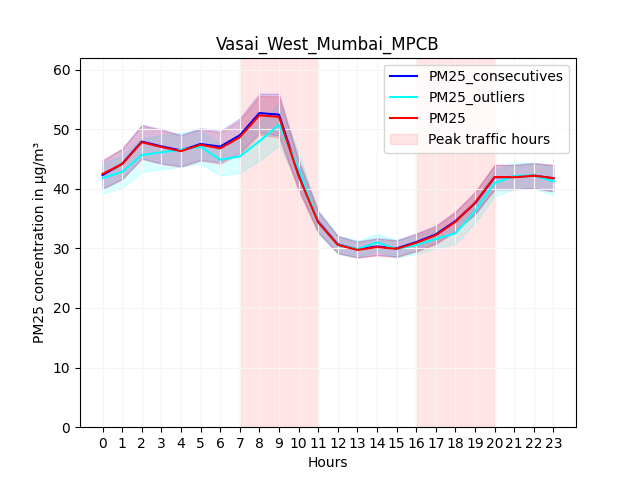 Vasai_West_Mumbai_MPCB
PM25_consecutives
PM25_outliers
PM25
Peak traffic hours
PM25 concentration in µg/m³
60
50
40
30
20
10
0
0 1 2 3 4 5 6 7 8 9 10 11 12 13 14 15 16 17 18 19 20 21 22 23
Hours